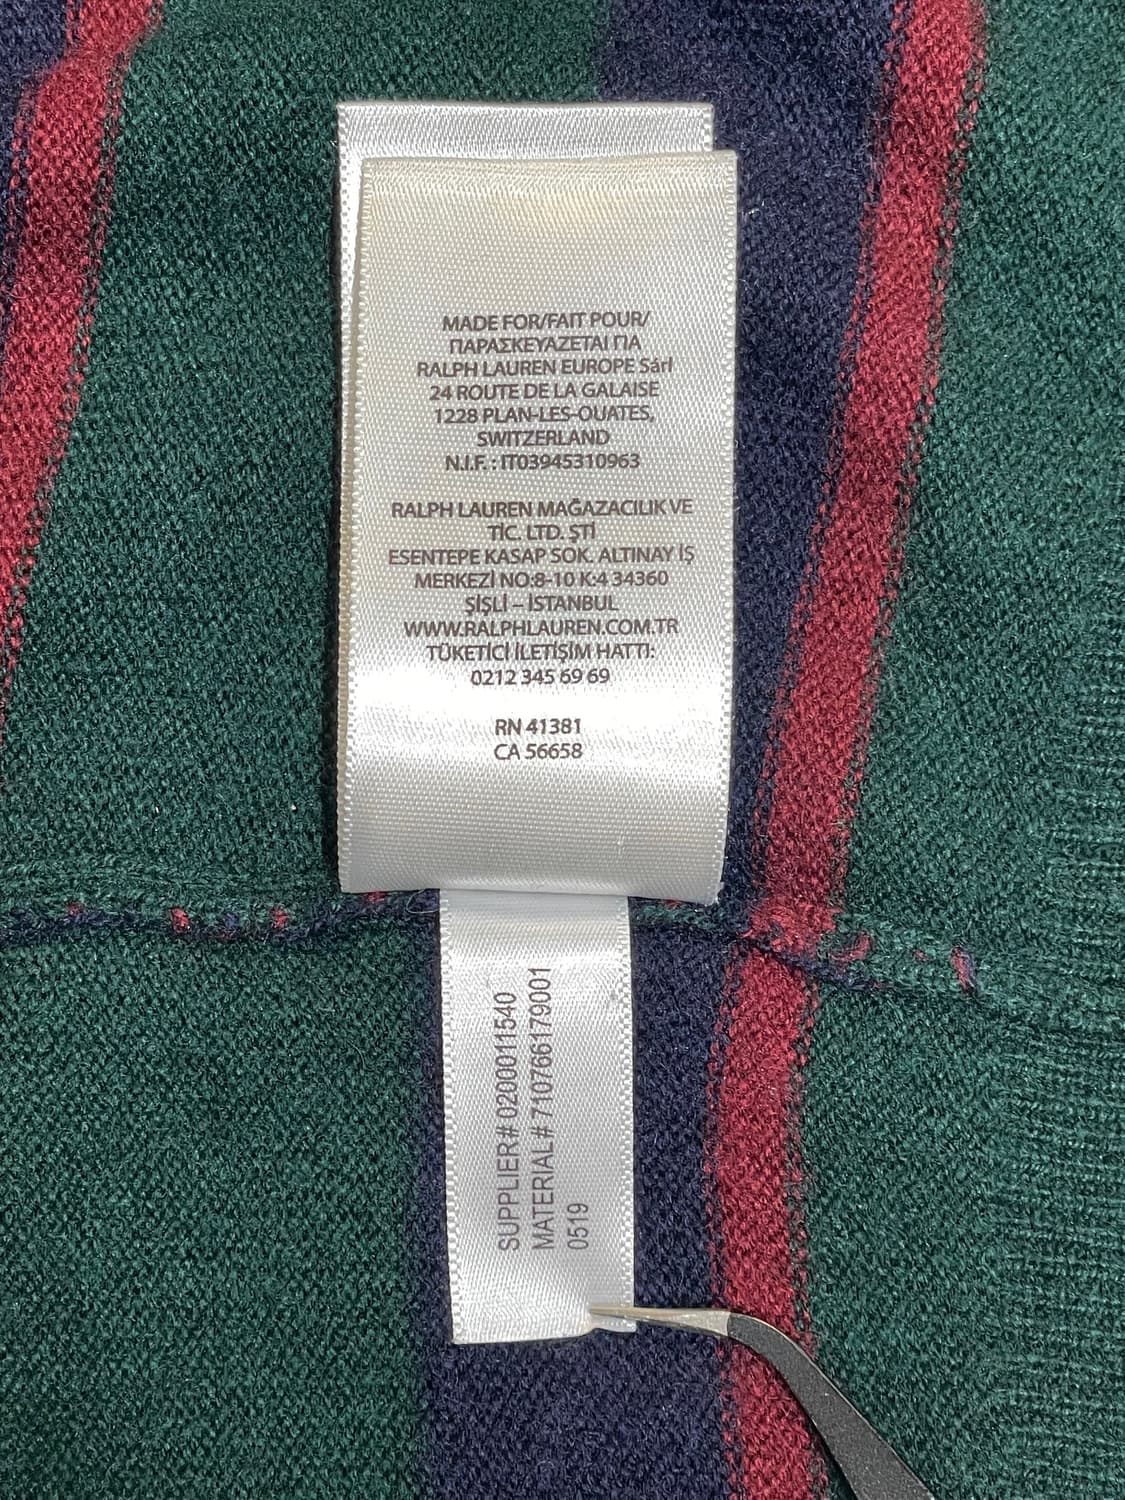 MADE FOR/FAIT POUR/
ΠΑΡΑΣΚΕΥΑΖΕΤΑΙ ΓΙΑ
RALPH LAUREN EUROPE Sárl
24 ROUTE DE LA GALAISE
1228 PLAN-LES-OUATES,
SWITZERLAND
N.I.F. : IT03945310963
RALPH LAUREN MAĞAZACILIK VE
TİC. LTD. ŞTİ
ESENTEPE KASAP SOK. ALTINAY İŞ
MERKEZİ NO:8-10 K:4 34360
ŞİŞLİ – İSTANBUL
WWW.RALPHLAUREN.COM.TR
TÜKETİCİ İLETİŞİM HATTI:
0212 345 69 69
RN 41381
CA 56658
SUPPLIER# 0200011540
MATERIAL# 710766179001
0519